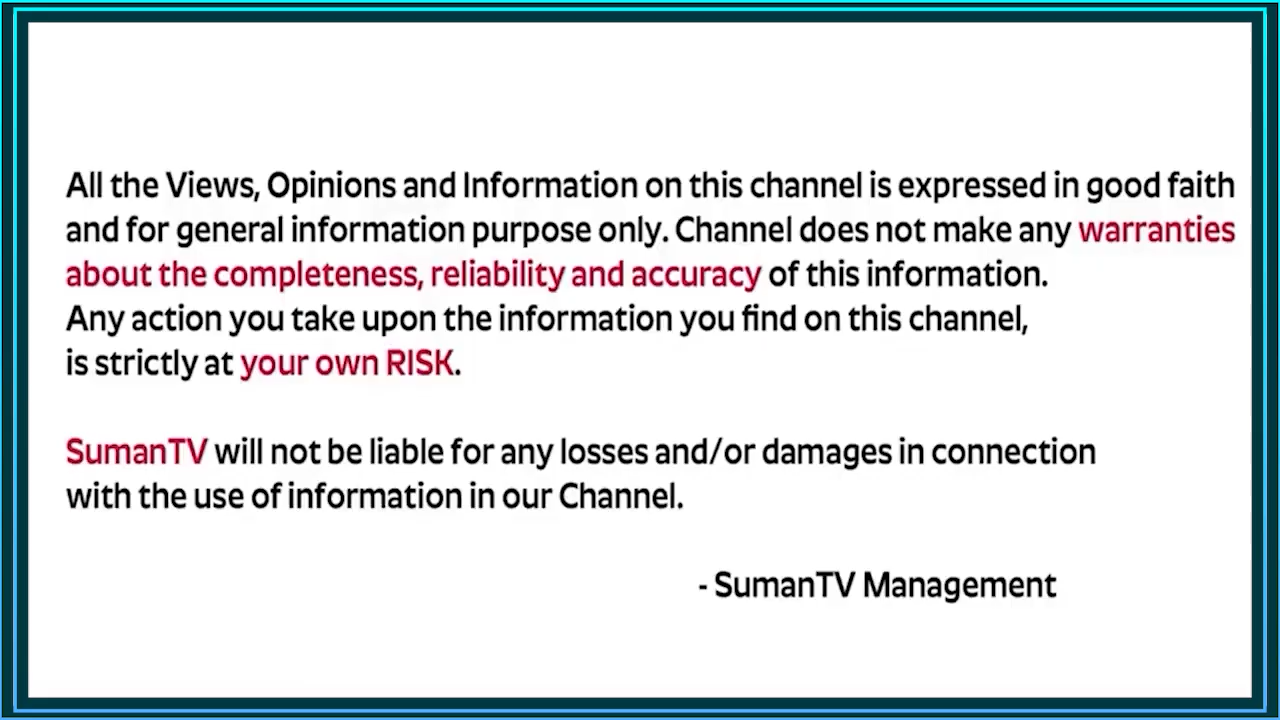 All the Views, Opinions and Information on this channel is expressed in good faith
and for general information purpose only. Channel does not make any warranties
about the completeness, reliability and accuracy of this information.
Any action you take upon the information you find on this channel,
is strictly at your own RISK.
SumanTV will not be liable for any losses and/or damages in connection
with the use of information in our Channel.
- SumanTV Management